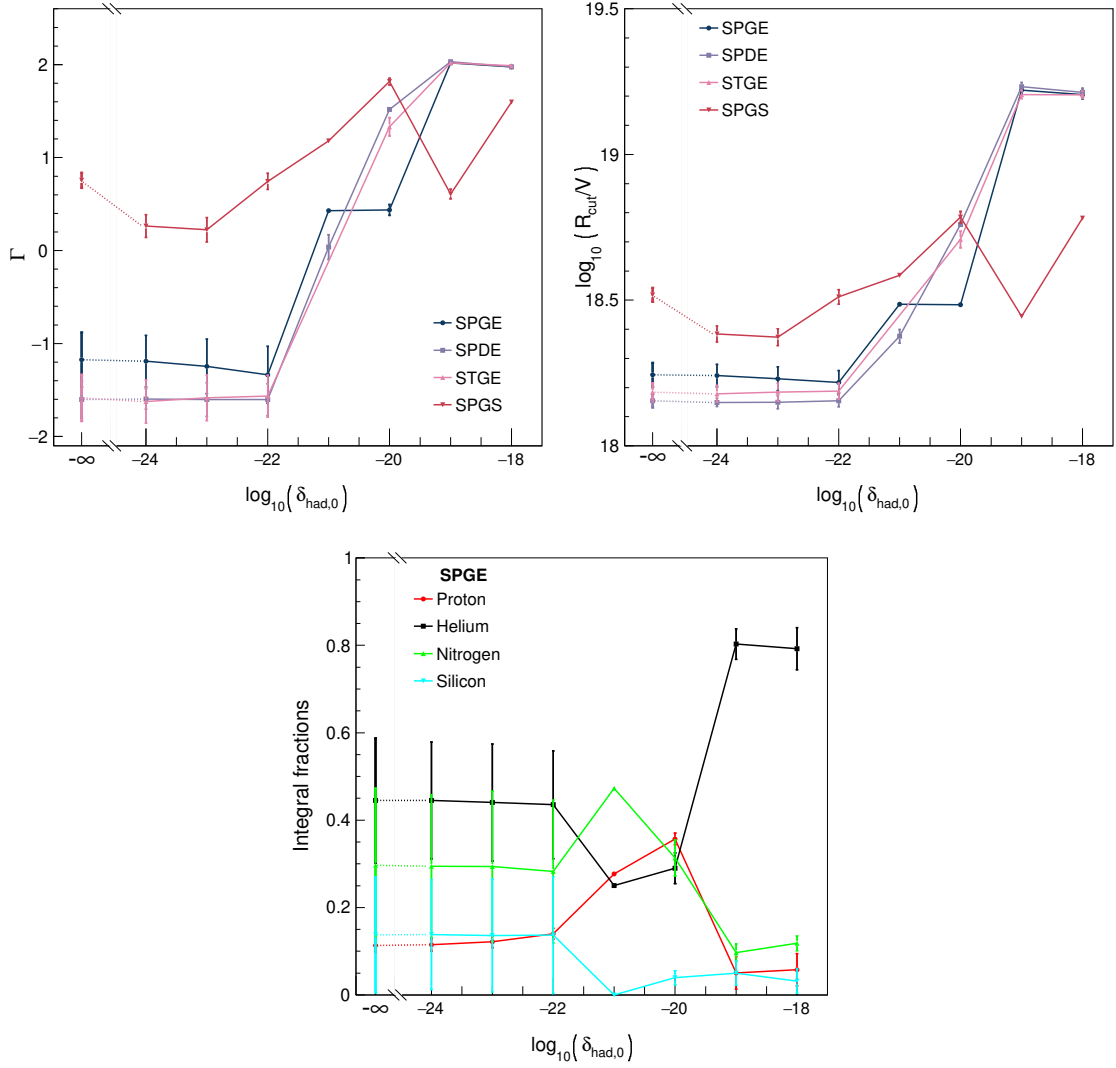 Γ
2
1
0
−1
−2
SPGE
SPDE
STGE
SPGS
-∞ −24 −22 −20 −18
log10(δhad,0)
log10(Rcut/V)
19.5
19
18.5
18
SPGE
SPDE
STGE
SPGS
-∞ −24 −22 −20 −18
log10(δhad,0)
Integral fractions
1
0.8
0.6
0.4
0.2
0
SPGE
Proton
Helium
Nitrogen
Silicon
-∞ −24 −22 −20 −18
log10(δhad,0)